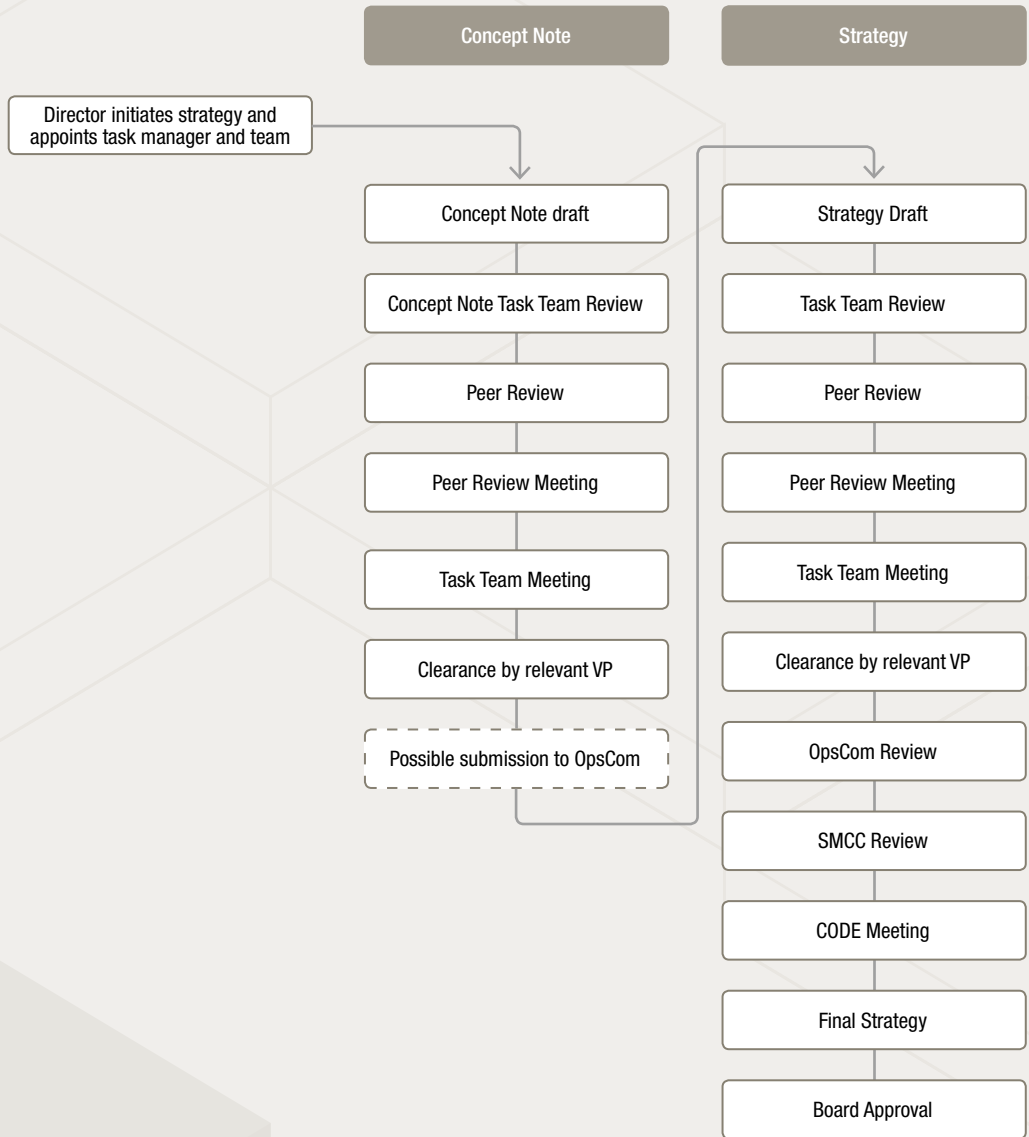 Concept Note
Strategy
Director initiates strategy and
appoints task manager and team
Concept Note draft
Concept Note Task Team Review
Peer Review
Peer Review Meeting
Task Team Meeting
Clearance by relevant VP
Possible submission to OpsCom
Strategy Draft
Task Team Review
Peer Review
Peer Review Meeting
Task Team Meeting
Clearance by relevant VP
OpsCom Review
SMCC Review
CODE Meeting
Final Strategy
Board Approval